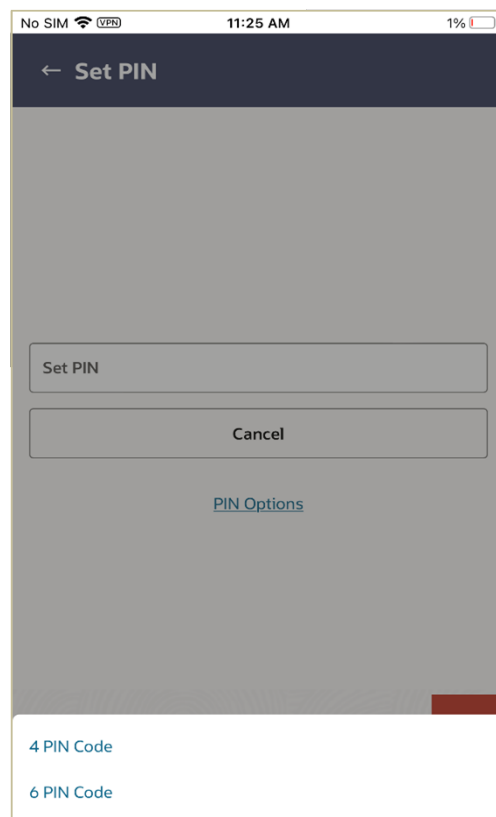 No SIM VPN 11:25 AM 1%
← Set PIN
Set PIN
Cancel
PIN Options
4 PIN Code
6 PIN Code